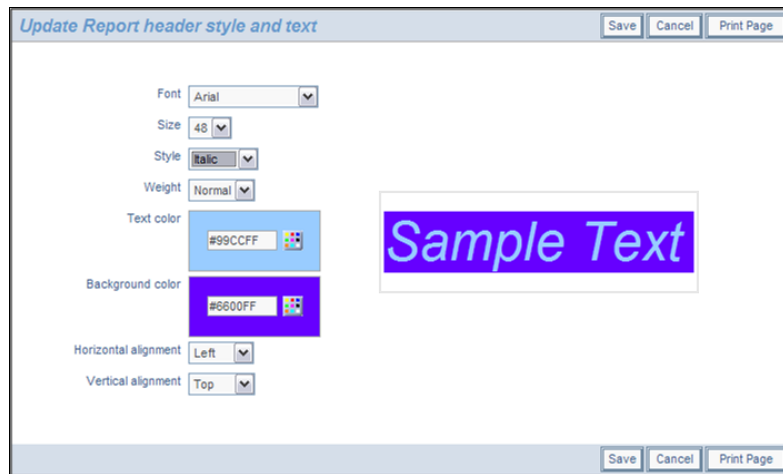 Update Report header style and text
Save Cancel Print Page
Font Arial
Size 48
Style Italic
Weight Normal
Text color
#99CCFF
Sample Text
Background color
#6600FF
Horizontal alignment Left
Vertical alignment Top
Save Cancel Print Page